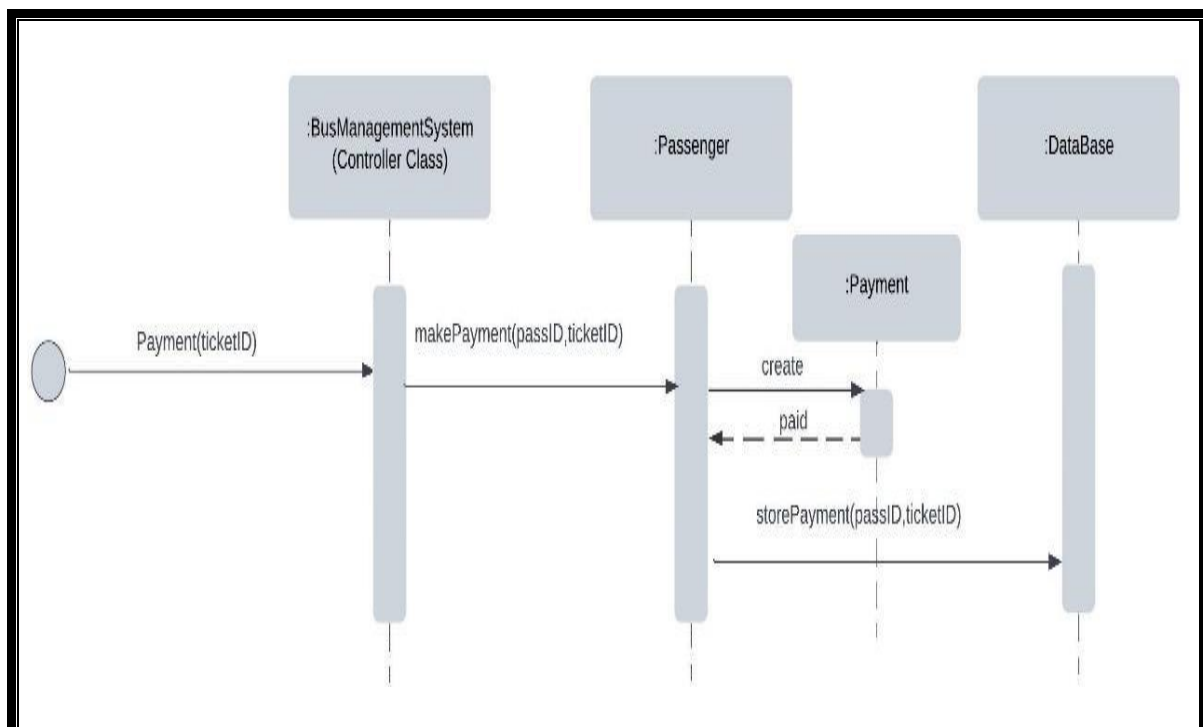 :BusManagementSystem
(Controller Class)
:Passenger
:DataBase
:Payment
Payment(ticketID)
makePayment(passID,ticketID)
create
paid
storePayment(passID,ticketID)